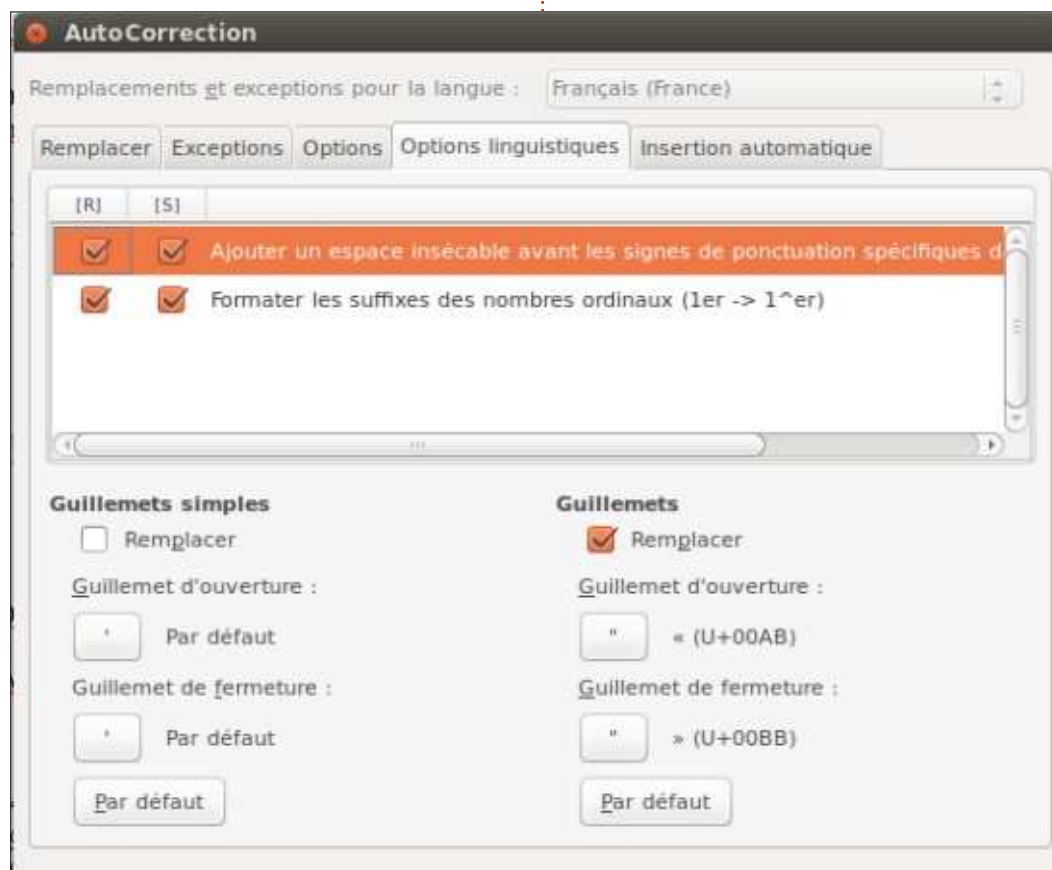 AutoCorrection
Remplacements et exceptions pour la langue : Français (France)
Remplacer Exceptions Options Options linguistiques Insertion automatique
[R] [S]
Ajouter un espace insécable avant les signes de ponctuation spécifiques d
Formater les suffixes des nombres ordinaux (1er -> 1^er)
Guillemets simples Guillemets
Remplacer Remplacer
Guillemet d'ouverture : Guillemet d'ouverture :
' Par défaut " « (U+00AB)
Guillemet de fermeture : Guillemet de fermeture :
' Par défaut " » (U+00BB)
Par défaut Par défaut